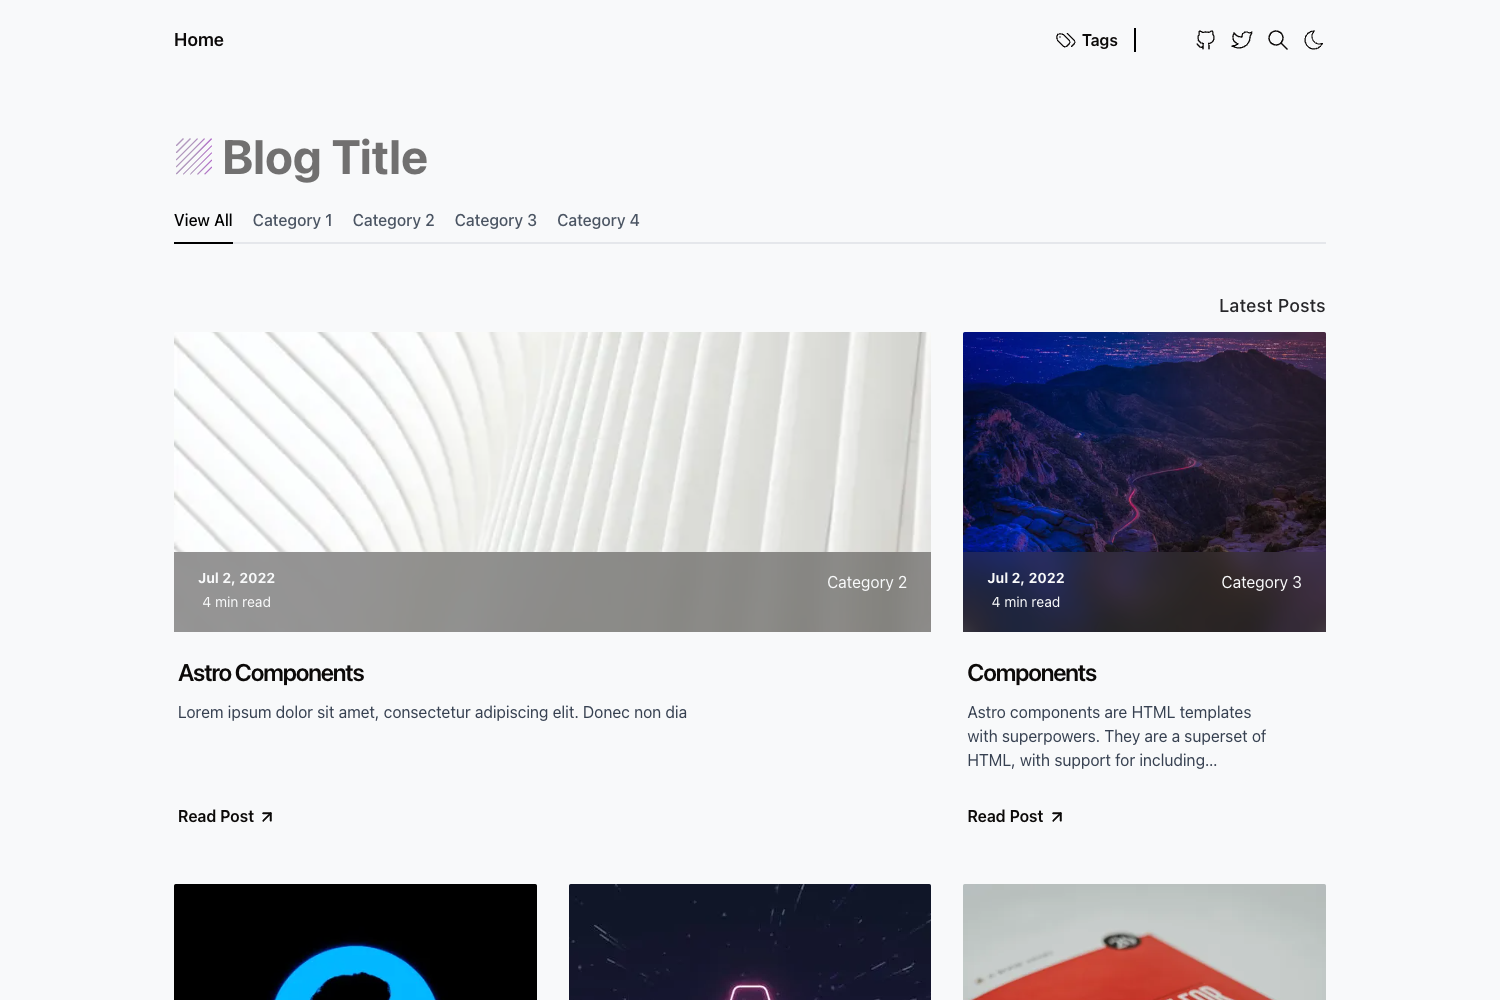 Home
Tags
Blog Title
View All
Category 1
Category 2
Category 3
Category 4
Latest Posts
Jul 2, 2022
4 min read
Category 2
Astro Components
Lorem ipsum dolor sit amet, consectetur adipiscing elit. Donec non dia
Read Post
Jul 2, 2022
4 min read
Category 3
Components
Astro components are HTML templates
with superpowers. They are a superset of
HTML, with support for including...
Read Post
FOR